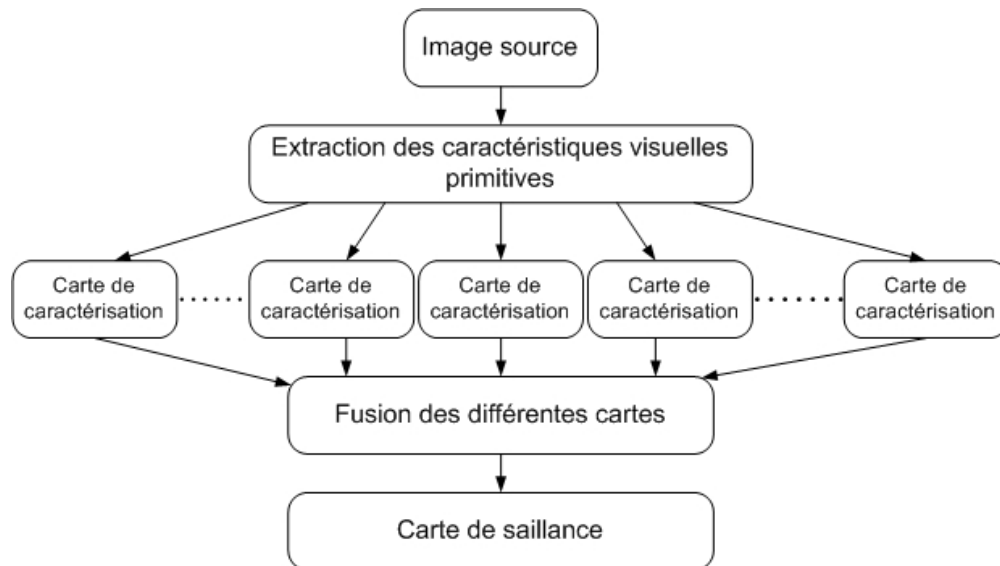 Image source
Extraction des caractéristiques visuelles
primitives
Carte de
caractérisation
Carte de
caractérisation
Carte de
caractérisation
Carte de
caractérisation
Carte de
caractérisation
Fusion des différentes cartes
Carte de saillance